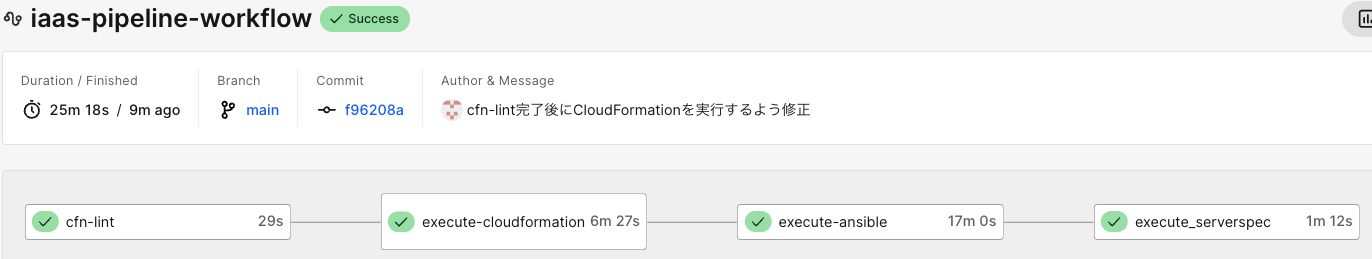 iaas-pipeline-workflow Success
Duration / Finished Branch Commit Author & Message
25m 18s / 9m ago main f96208a cfn-lint完了後にCloudFormationを実行するよう修正
cfn-lint 29s execute-cloudformation 6m 27s execute-ansible 17m 0s execute_serverspec 1m 12s